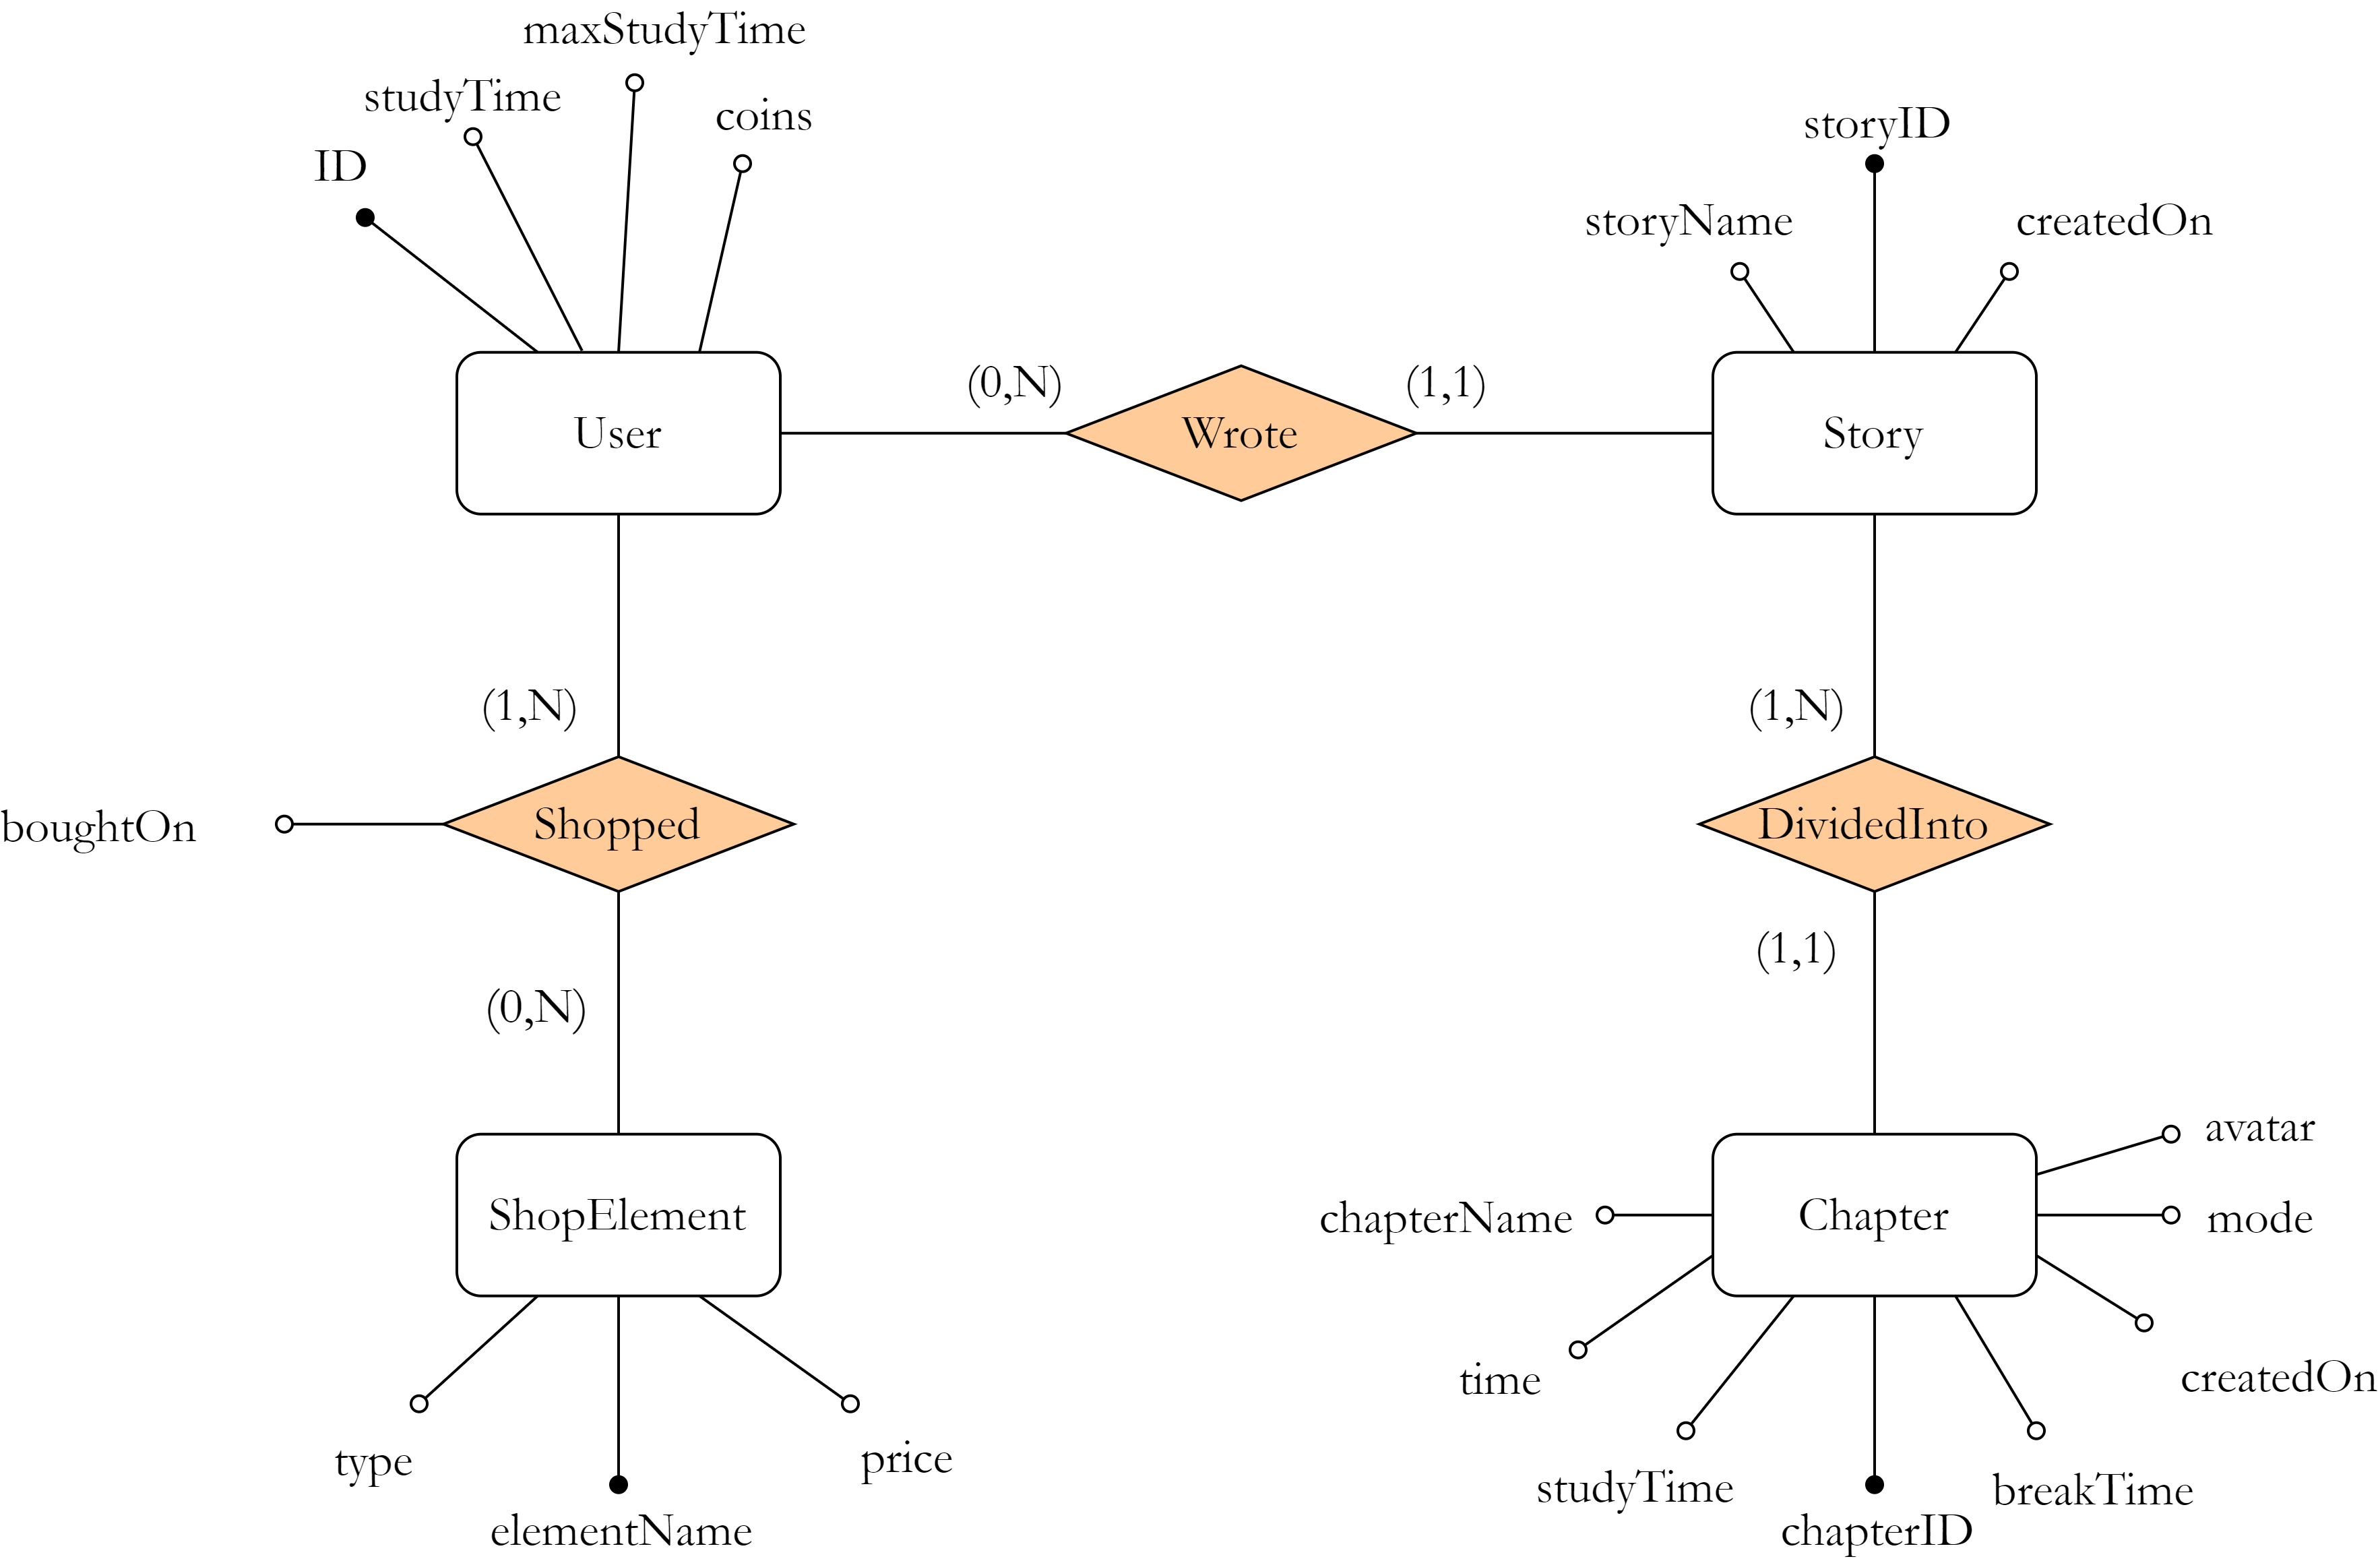 maxStudyTime
studyTime
coins
ID
storyID
storyName
createdOn
(0,N)
(1,1)
User
Wrote
Story
(1,N)
(1,N)
boughtOn
Shopped
DividedInto
(0,N)
(1,1)
avatar
ShopElement
chapterName
Chapter
mode
time
createdOn
type
price
studyTime
breakTime
elementName
chapterID